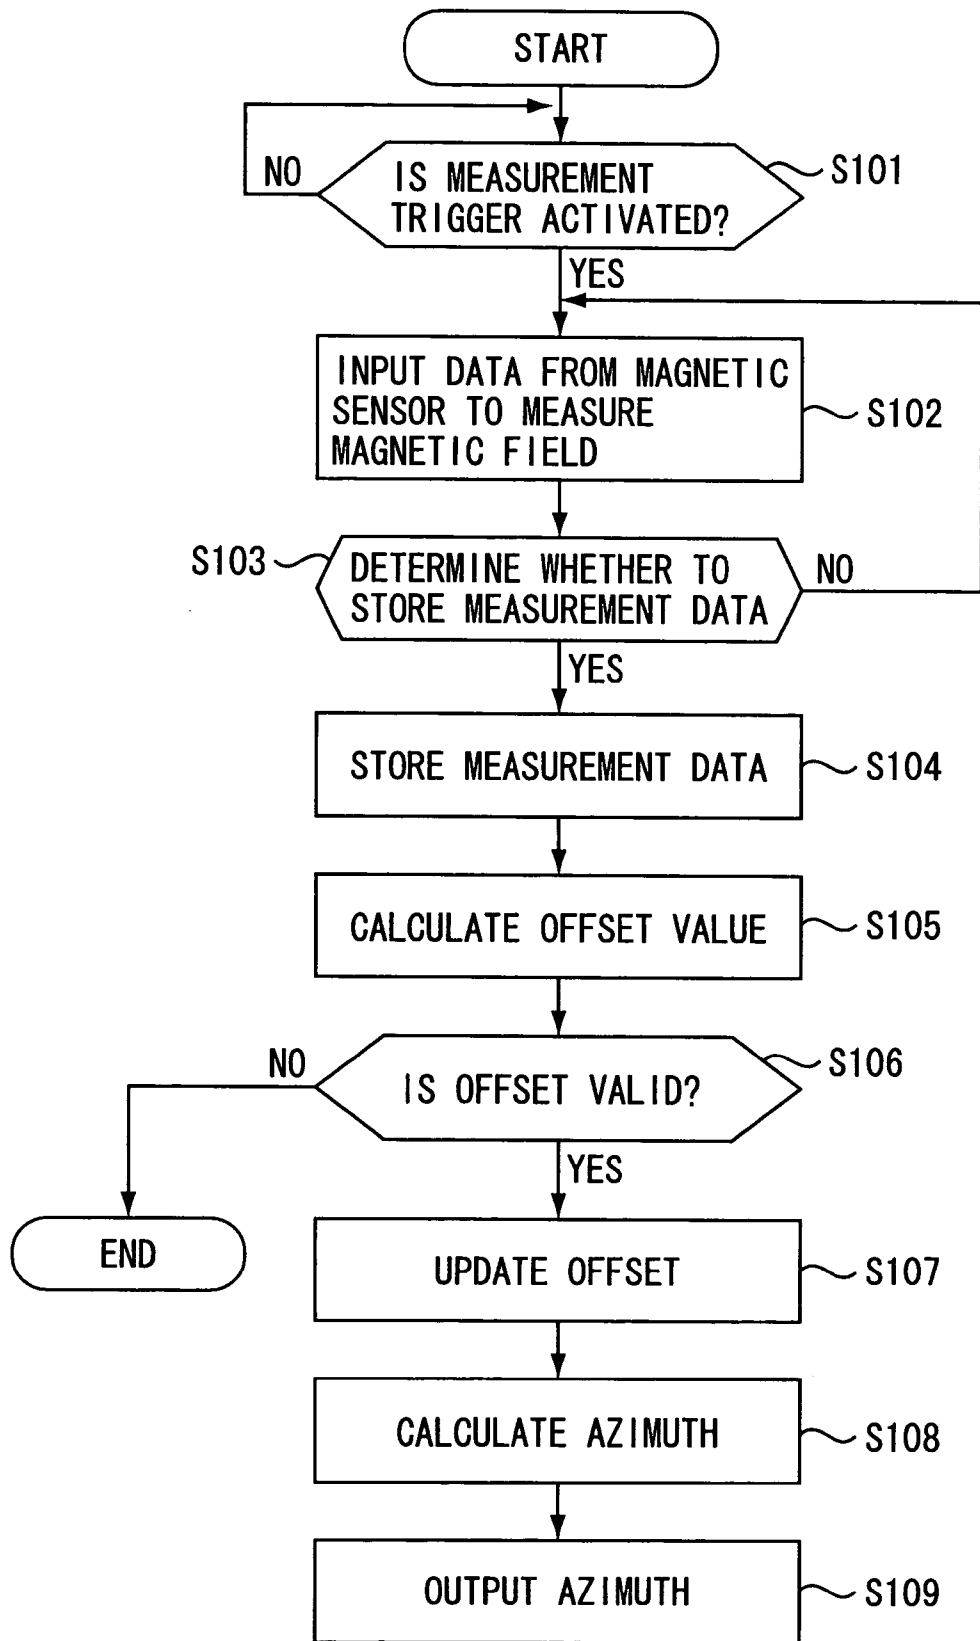 START
NO
IS MEASUREMENT
TRIGGER ACTIVATED?
S101
YES
INPUT DATA FROM MAGNETIC
SENSOR TO MEASURE
MAGNETIC FIELD
S102
S103
DETERMINE WHETHER TO
STORE MEASUREMENT DATA
NO
YES
STORE MEASUREMENT DATA
S104
CALCULATE OFFSET VALUE
S105
NO
IS OFFSET VALID?
S106
YES
END
UPDATE OFFSET
S107
CALCULATE AZIMUTH
S108
OUTPUT AZIMUTH
S109